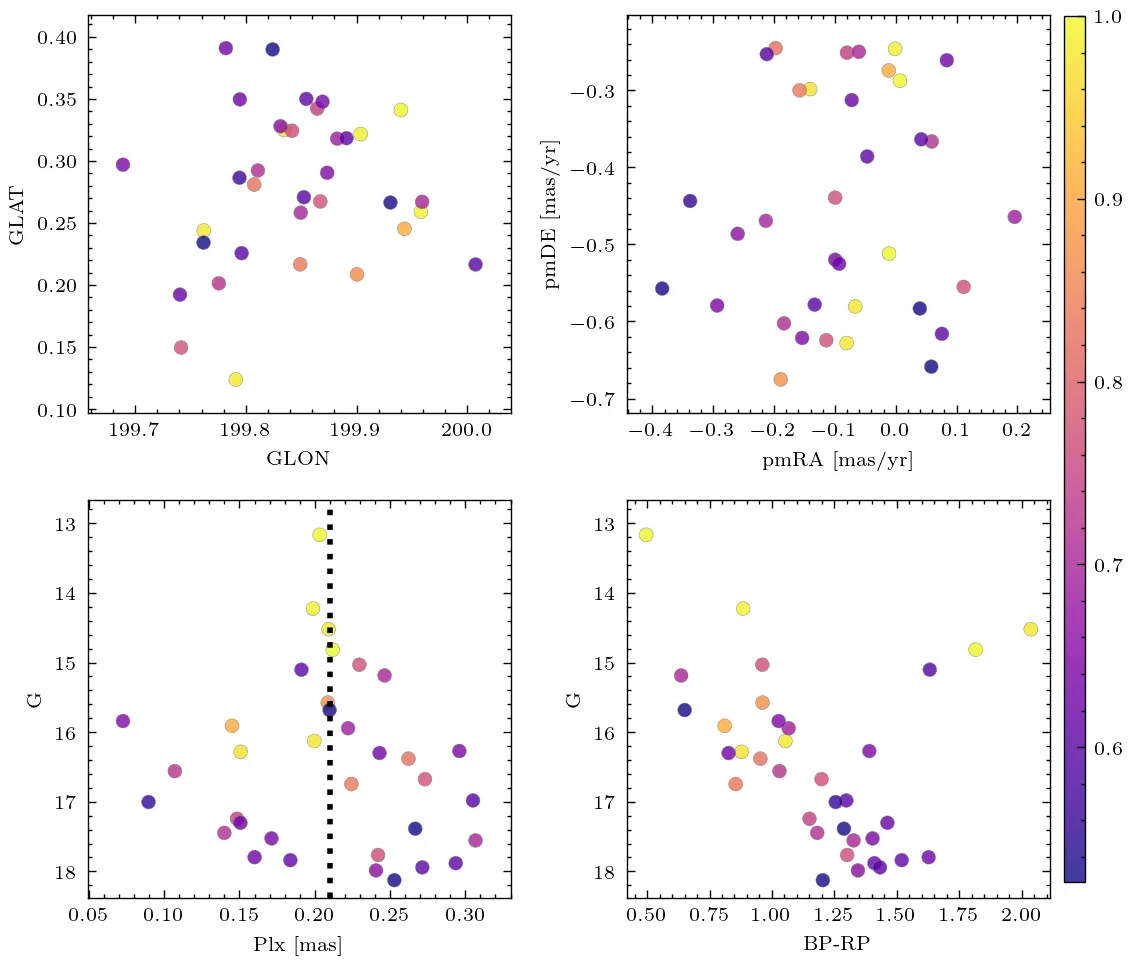 0.40
0.35
0.30
0.25
0.20
0.15
0.10
GLAT
199.7 199.8 199.9 200.0
GLON
−0.3
−0.4
−0.5
−0.6
−0.7
pmDE [mas/yr]
−0.4 −0.3 −0.2 −0.1 0.0 0.1 0.2
pmRA [mas/yr]
1.0
0.9
0.8
0.7
0.6
13
14
15
16
17
18
G
0.05 0.10 0.15 0.20 0.25 0.30
Plx [mas]
13
14
15
16
17
18
G
0.50 0.75 1.00 1.25 1.50 1.75 2.00
BP-RP